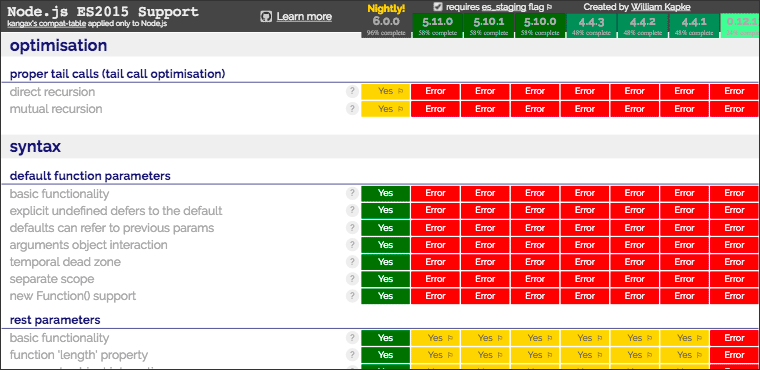 Node.js ES2015 Support
kangax's compat-table applied only to Node.js
Learn more
Nightly!
requires es_staging flag
Created by William Kapke
6.0.0 5.11.0 5.10.1 5.10.0 4.4.3 4.4.2 4.4.1 0.12.1
96% complete 58% complete 58% complete 58% complete 48% complete 48% complete 48% complete
optimisation
proper tail calls (tail call optimisation)
direct recursion ? Yes Error Error Error Error Error Error Error
mutual recursion ? Yes Error Error Error Error Error Error Error
syntax
default function parameters
basic functionality ? Yes Error Error Error Error Error Error Error
explicit undefined defers to the default ? Yes Error Error Error Error Error Error Error
defaults can refer to previous params ? Yes Error Error Error Error Error Error Error
arguments object interaction ? Yes Error Error Error Error Error Error Error
temporal dead zone ? Yes Error Error Error Error Error Error Error
separate scope ? Yes Error Error Error Error Error Error Error
new Function() support ? Yes Error Error Error Error Error Error Error
rest parameters
basic functionality ? Yes Yes Yes Yes Yes Yes Yes Error
function 'length' property ? Yes Yes Yes Yes Yes Yes Yes Error